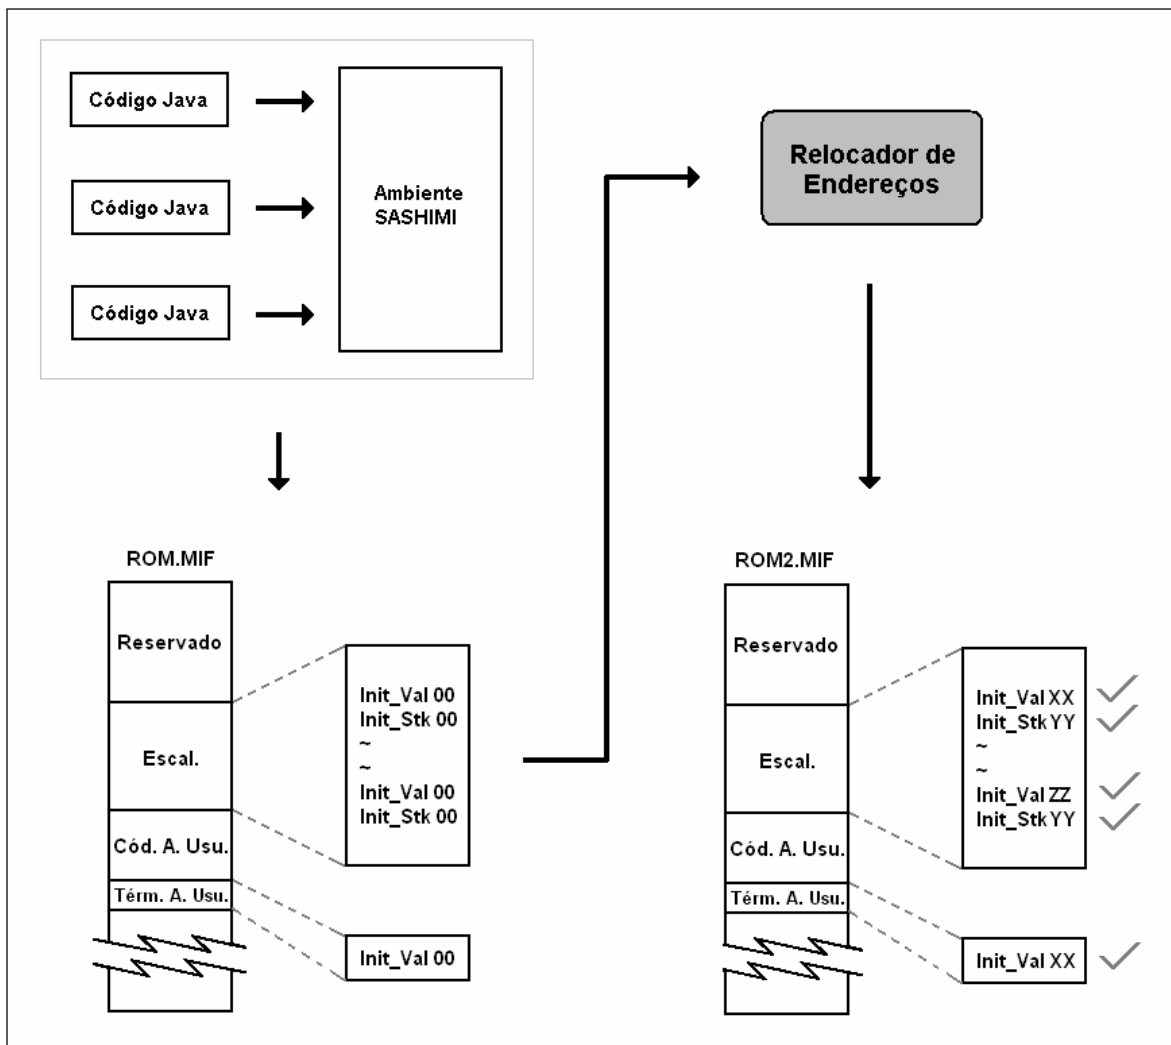 Código Java
Código Java
Código Java
Ambiente
SASHIMI
Relocador de
Endereços
ROM.MIF
Reservado
Escal.
Cód. A. Usu.
Térm. A. Usu.
Init_Val 00
Init_Stk 00
~
~
Init_Val 00
Init_Stk 00
Init_Val 00
ROM2.MIF
Reservado
Escal.
Cód. A. Usu.
Térm. A. Usu.
Init_Val XX
Init_Stk YY
~
~
Init_Val ZZ
Init_Stk YY
Init_Val XX